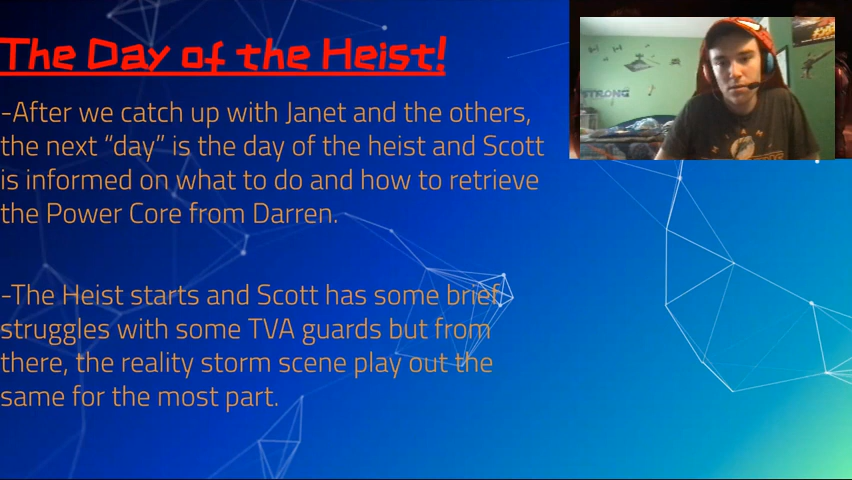 The Day of the Heist!
-After we catch up with Janet and the others,
the next “day” is the day of the heist and Scott
is informed on what to do and how to retrieve
the Power Core from Darren.
-The Heist starts and Scott has some brief
struggles with some TVA guards but from
there, the reality storm scene play out the
same for the most part.
STRONG